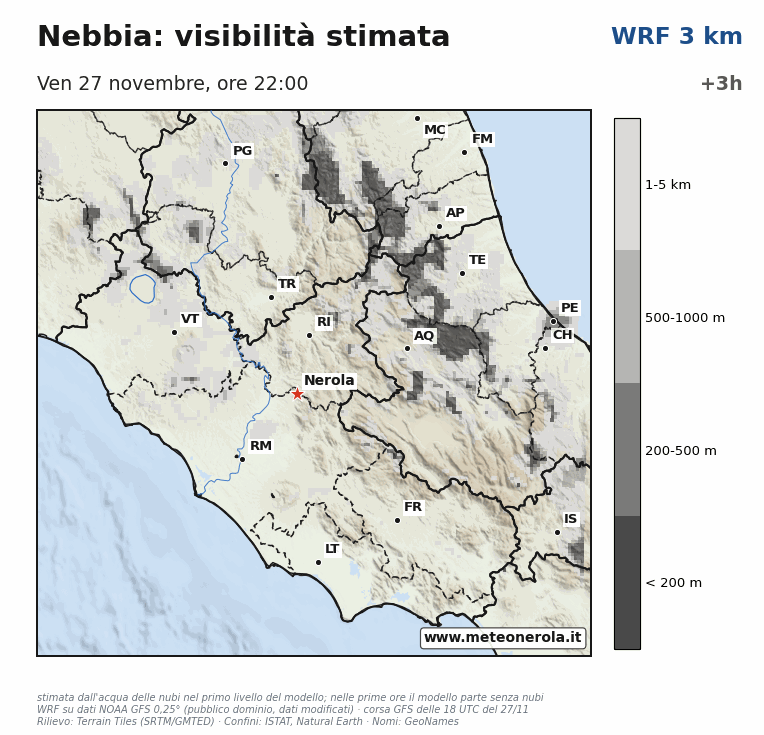 Nebbia: visibilità stimata
WRF 3 km
Ven 27 novembre, ore 22:00
+3h
MC
FM
PG
AP
TE
TR
PE
VT
RI
AQ
CH
Nerola
RM
FR
IS
LT
www.meteonerola.it
1-5 km
500-1000 m
200-500 m
< 200 m
stimata dall'acqua delle nubi nel primo livello del modello; nelle prime ore il modello parte senza nubi
WRF su dati NOAA GFS 0,25° (pubblico dominio, dati modificati) · corsa GFS delle 18 UTC del 27/11
Rilievo: Terrain Tiles (SRTM/GMTED) · Confini: ISTAT, Natural Earth · Nomi: GeoNames